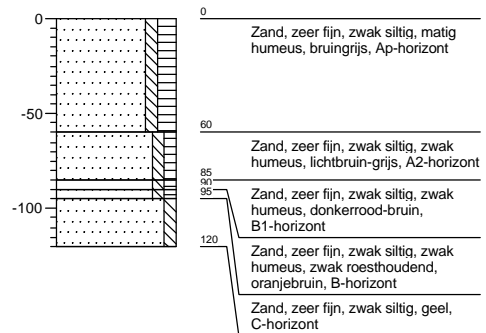 0
0
Zand, zeer fijn, zwak siltig, matig
humeus, bruingrijs, Ap-horizont
-50
60
Zand, zeer fijn, zwak siltig, zwak
humeus, lichtbruin-grijs, A2-horizont
85
90
95
-100
Zand, zeer fijn, zwak siltig, zwak
humeus, donkerrood-bruin,
B1-horizont
120
Zand, zeer fijn, zwak siltig, zwak
humeus, zwak roesthoudend,
oranjebruin, B-horizont
Zand, zeer fijn, zwak siltig, geel,
C-horizont